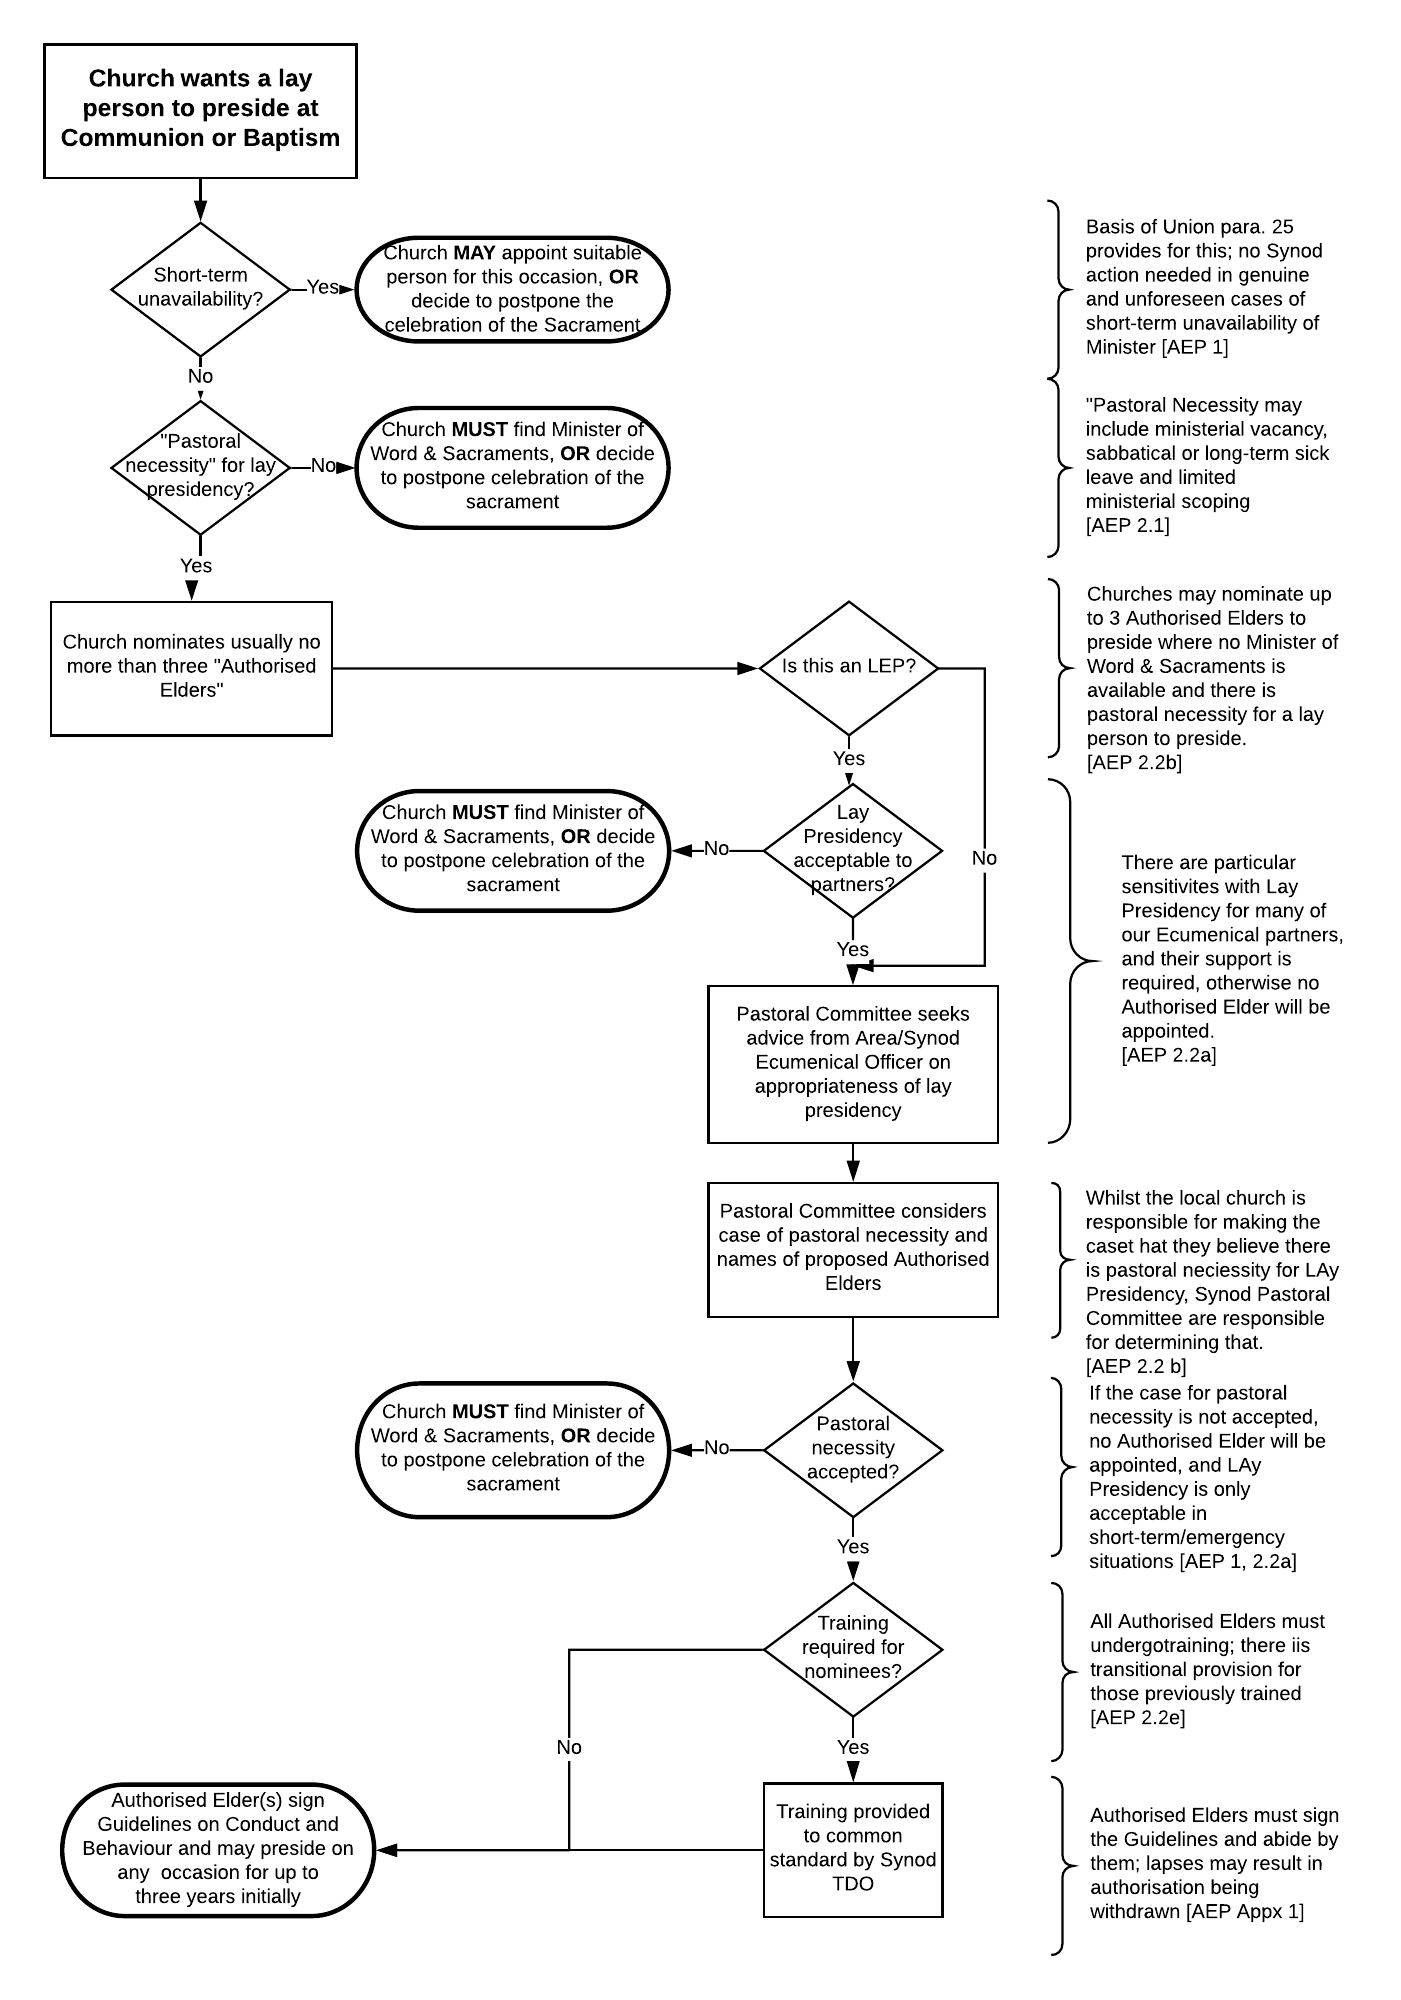 Church wants a lay
person to preside at
Communion or Baptism
Short-term
unavailability?
Yes
Church MAY appoint suitable
person for this occasion, OR
decide to postpone the
celebration of the Sacrament
Basis of Union para. 25
provides for this; no Synod
action needed in genuine
and unforeseen cases of
short-term unavailability of
Minister [AEP 1]
No
"Pastoral
necessity" for lay
presidency?
No
Church MUST find Minister of
Word & Sacraments, OR decide
to postpone celebration of the
sacrament
"Pastoral Necessity may
include ministerial vacancy,
sabbatical or long-term sick
leave and limited
ministerial scoping
[AEP 2.1]
Yes
Church nominates usually no
more than three "Authorised
Elders"
Is this an LEP?
Churches may nominate up
to 3 Authorised Elders to
preside where no Minister of
Word & Sacraments is
available and there is
pastoral necessity for a lay
person to preside.
[AEP 2.2b]
Yes
No
Lay
Presidency
acceptable to
partners?
No
Church MUST find Minister of
Word & Sacraments, OR decide
to postpone celebration of the
sacrament
There are particular
sensitivites with Lay
Presidency for many of
our Ecumenical partners,
and their support is
required, otherwise no
Authorised Elder will be
appointed.
[AEP 2.2a]
Yes
Pastoral Committee seeks
advice from Area/Synod
Ecumenical Officer on
appropriateness of lay
presidency
Pastoral Committee considers
case of pastoral necessity and
names of proposed Authorised
Elders
Whilst the local church is
responsible for making the
caset hat they believe there
is pastoral neciessity for LAy
Presidency, Synod Pastoral
Committee are responsible
for determining that.
[AEP 2.2 b]
Pastoral
necessity
accepted?
No
Church MUST find Minister of
Word & Sacraments, OR decide
to postpone celebration of the
sacrament
If the case for pastoral
necessity is not accepted,
no Authorised Elder will be
appointed, and LAy
Presidency is only
acceptable in
short-term/emergency
situations [AEP 1, 2.2a]
Yes
Training
required for
nominees?
All Authorised Elders must
undergotraining; there iis
transitional provision for
those previously trained
[AEP 2.2e]
No
Yes
Training provided
to common
standard by Synod
TDO
Authorised Elder(s) sign
Guidelines on Conduct and
Behaviour and may preside on
any  occasion for up to
three years initially
Authorised Elders must sign
the Guidelines and abide by
them; lapses may result in
authorisation being
withdrawn [AEP Appx 1]